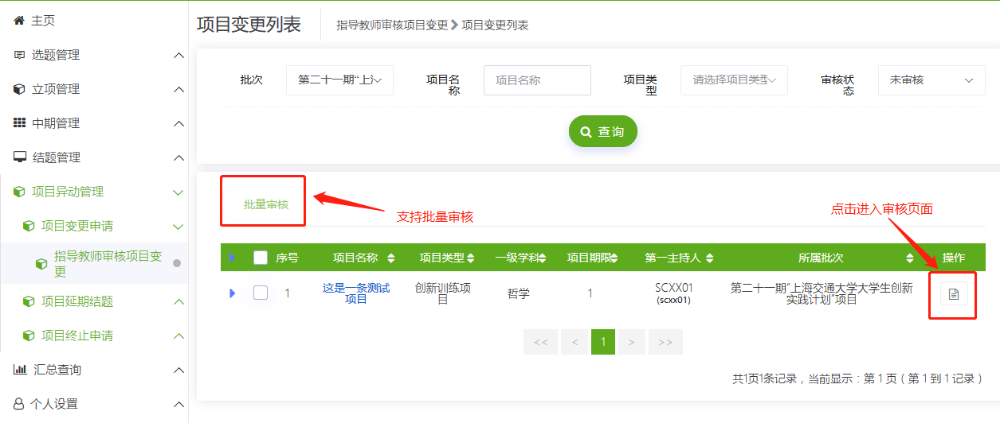 主页
选题管理
立项管理
中期管理
结题管理
项目异动管理
项目变更申请
指导教师审核项目变
更
项目延期结题
项目终止申请
汇总查询
个人设置
项目变更列表
指导教师审核项目变更 > 项目变更列表
批次
第二十一期“上
项目名
称
项目名称
项目类
型
请选择项目类型
审核状
态
未审核
查询
批量审核
支持批量审核
点击进入审核页面
序号 项目名称 项目类型 一级学科 项目期限 第一主持人 所属批次 操作
1
这是一条测试
项目
创新训练项
目
哲学
1
SCXX01
(scxx01)
第二十一期“上海交通大学大学生创新
实践计划”项目
<< < 1 > >>
共1页1条记录，当前显示：第 1 页（ 第 1 到 1 记录 ）